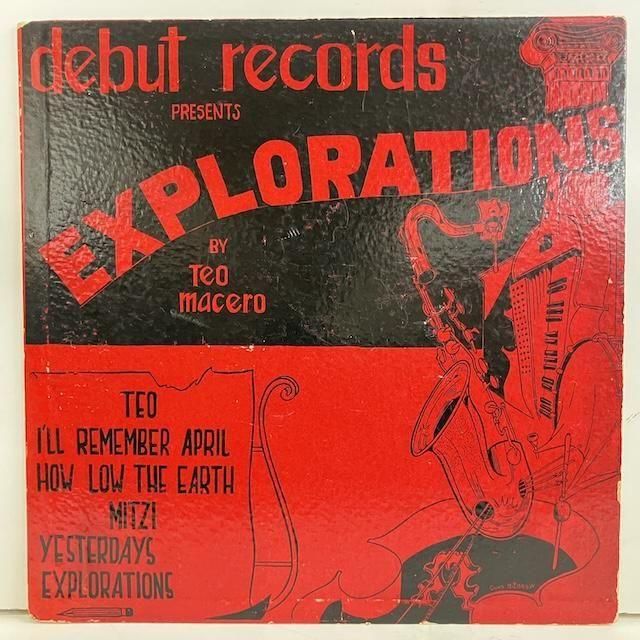 debut records
PRESENTS
EXPLORATIONS
BY
TEO
macero
TEO
I'LL REMEMBER APRIL
HOW LOW THE EARTH
MITZI
YESTERDAYS
EXPLORATIONS